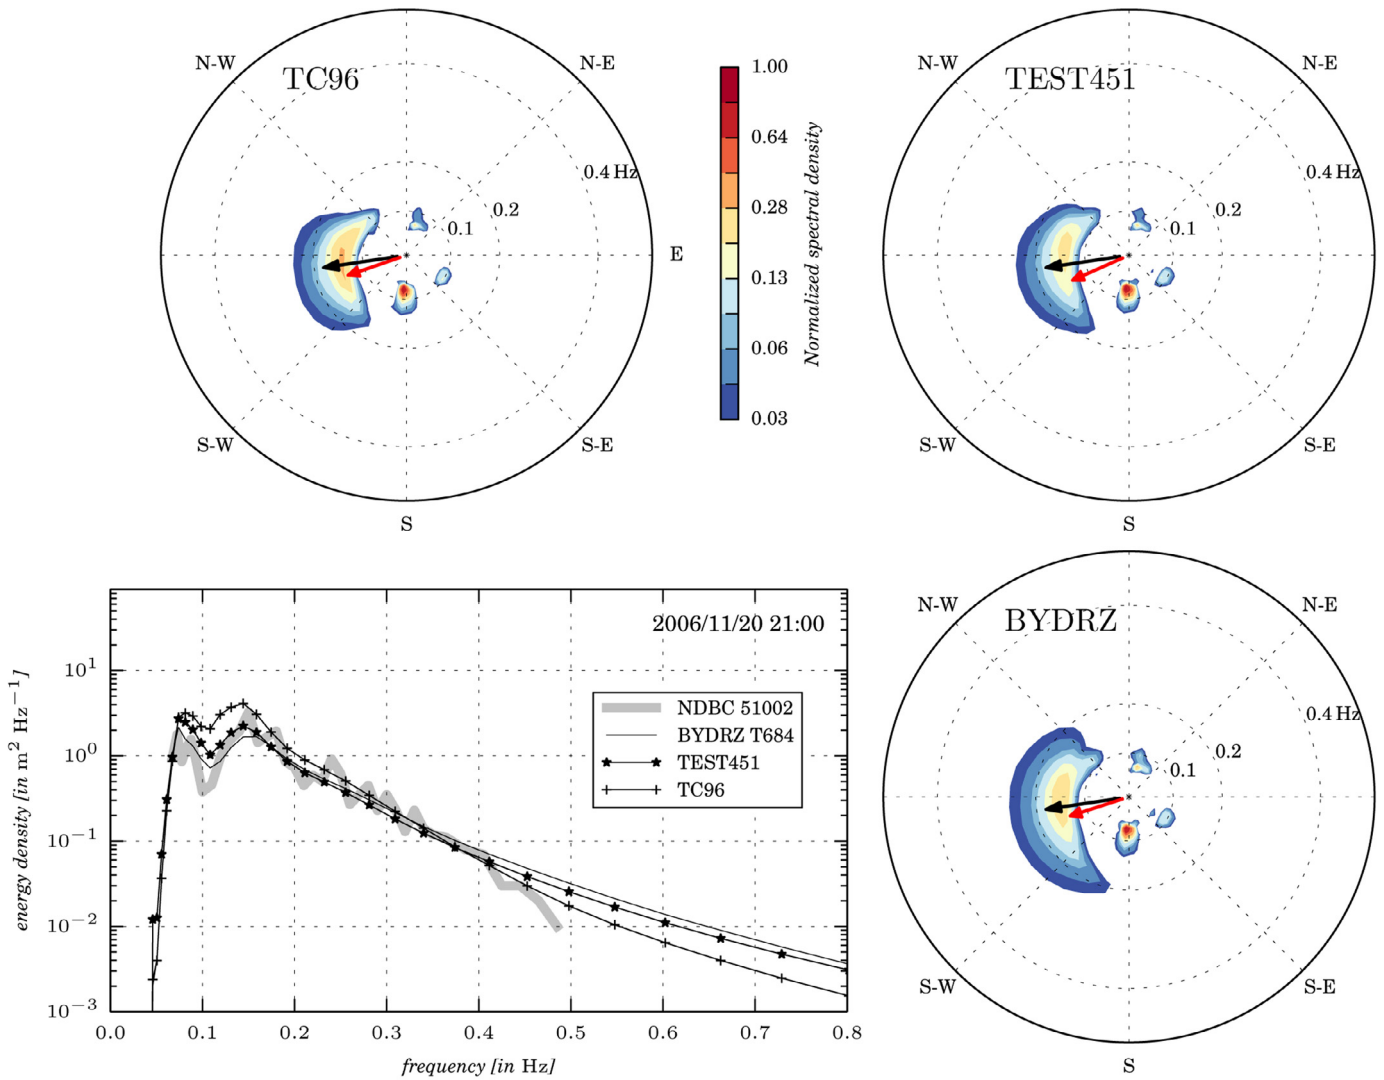 N-W
N-E
TC96
0.4 Hz
0.2
0.1
E
S-W
S-E
S
1.00
0.64
0.28
0.13
0.06
0.03
Normalized spectral density
N-W
N-E
TEST451
0.4 Hz
0.2
0.1
S-W
S-E
S
2006/11/20 21:00
NDBC 51002
BYDRZ T684
TEST451
TC96
energy density [in m² Hz⁻¹]
10¹
10⁰
10⁻¹
10⁻²
10⁻³
0.0 0.1 0.2 0.3 0.4 0.5 0.6 0.7 0.8
frequency [in Hz]
N-W
N-E
BYDRZ
0.4 Hz
0.2
0.1
S-W
S-E
S